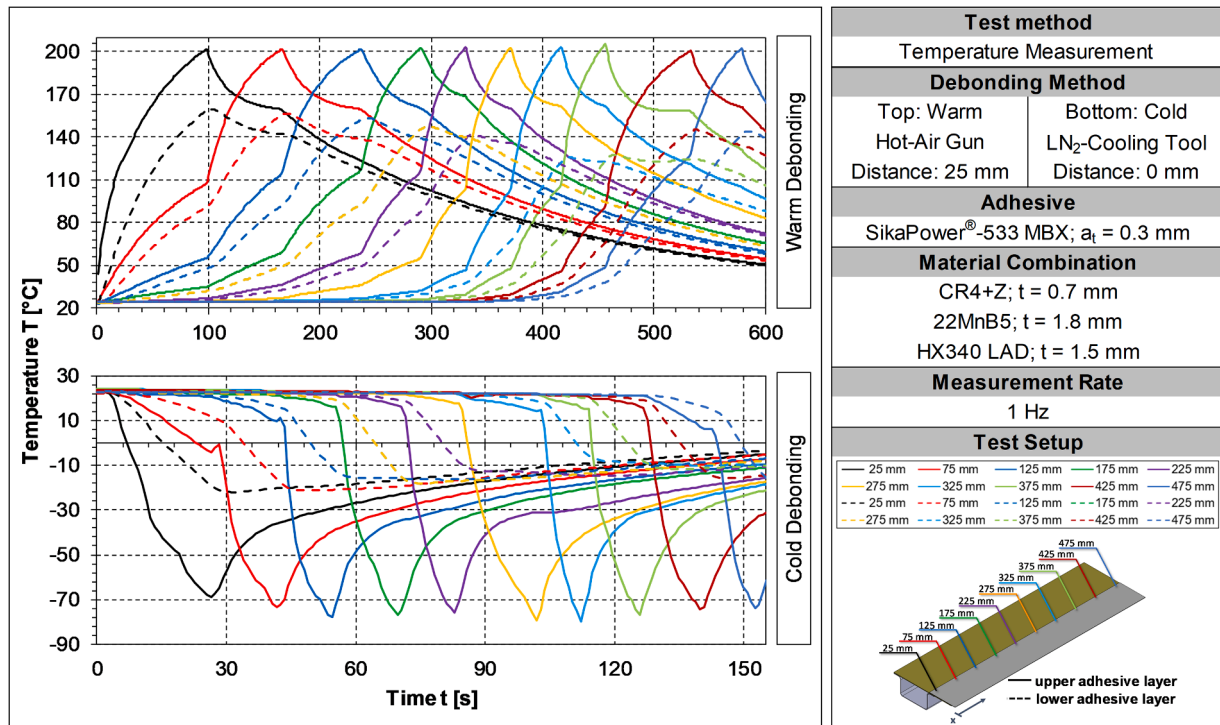 Temperature T [°C]
200
170
140
110
80
50
20
0
100
200
300
400
500
600
Warm Debonding
30
10
-10
-30
-50
-70
-90
0
30
60
90
120
150
Cold Debonding
Time t [s]
Test method
Temperature Measurement
Debonding Method
Top: Warm
Hot-Air Gun
Distance: 25 mm
Bottom: Cold
LN₂-Cooling Tool
Distance: 0 mm
Adhesive
SikaPower®-533 MBX; aₜ = 0.3 mm
Material Combination
CR4+Z; t = 0.7 mm
22MnB5; t = 1.8 mm
HX340 LAD; t = 1.5 mm
Measurement Rate
1 Hz
Test Setup
25 mm 75 mm 125 mm 175 mm 225 mm
275 mm 325 mm 375 mm 425 mm 475 mm
25 mm 75 mm 125 mm 175 mm 225 mm
275 mm 325 mm 375 mm 425 mm 475 mm
475 mm
425 mm
375 mm
325 mm
275 mm
225 mm
175 mm
125 mm
75 mm
25 mm
x
upper adhesive layer
lower adhesive layer